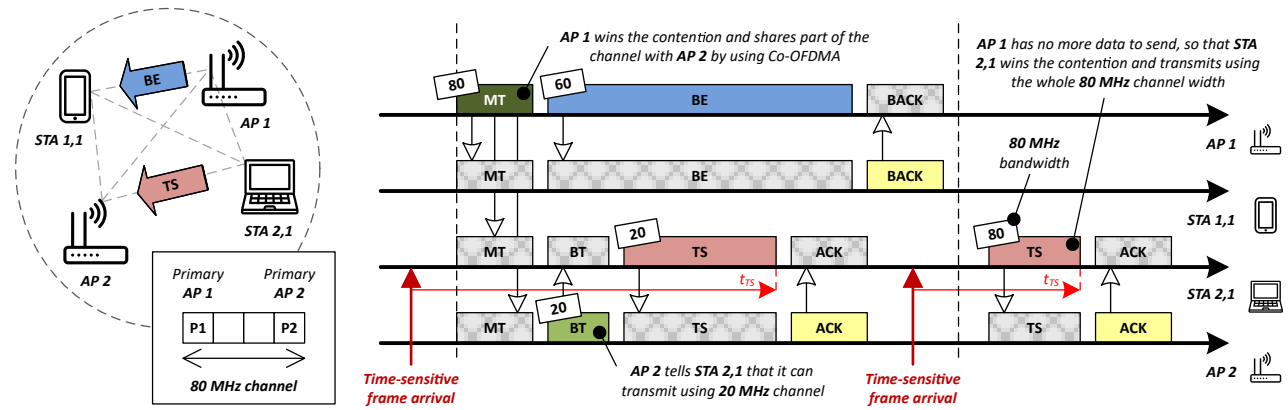 BE
AP 1
STA 1,1
TS
STA 2,1
AP 2
Primary
AP 1
Primary
AP 2
P1
P2
80 MHz channel
AP 1 wins the contention and shares part of the
channel with AP 2 by using Co-OFDMA
AP 1 has no more data to send, so that STA
2,1 wins the contention and transmits using
the whole 80 MHz channel width
80
MT
60
BE
BACK
AP 1
80 MHz
bandwidth
MT
BE
BACK
STA 1,1
MT
BT
20
TS
ACK
80
TS
ACK
STA 2,1
tTS
tTS
MT
20
BT
TS
ACK
TS
ACK
AP 2
Time-sensitive
frame arrival
AP 2 tells STA 2,1 that it can
transmit using 20 MHz channel
Time-sensitive
frame arrival